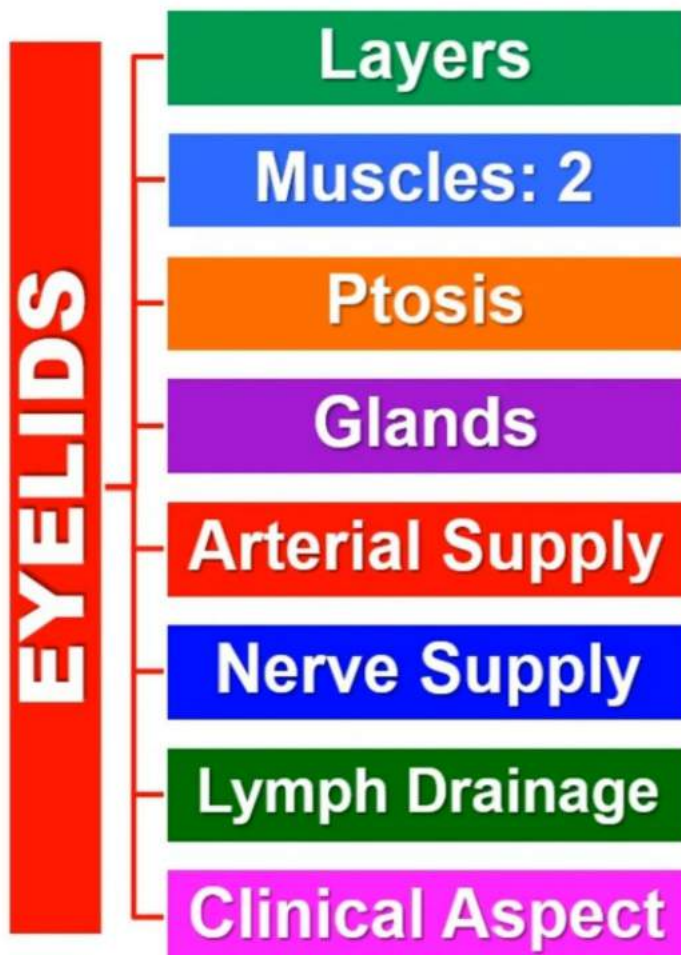 EYELIDS
Layers
Muscles: 2
Ptosis
Glands
Arterial Supply
Nerve Supply
Lymph Drainage
Clinical Aspect